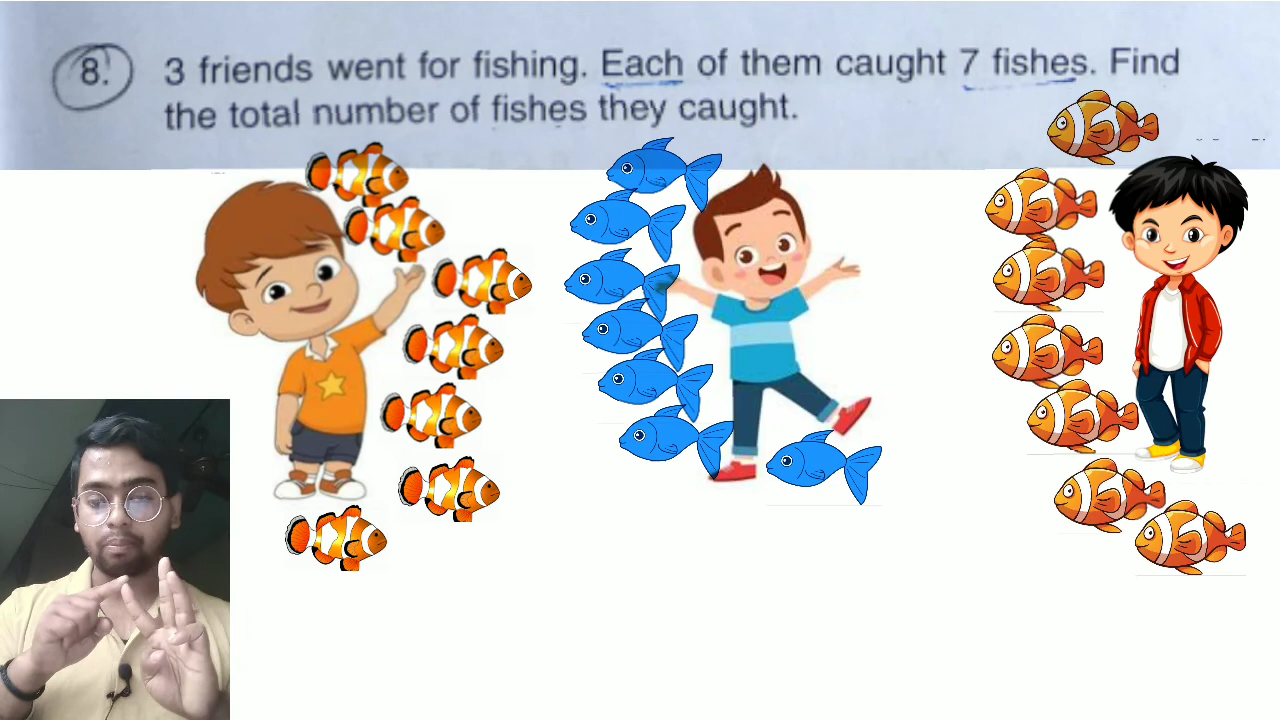 8. 3 friends went for fishing. Each of them caught 7 fishes. Find
the total number of fishes they caught.